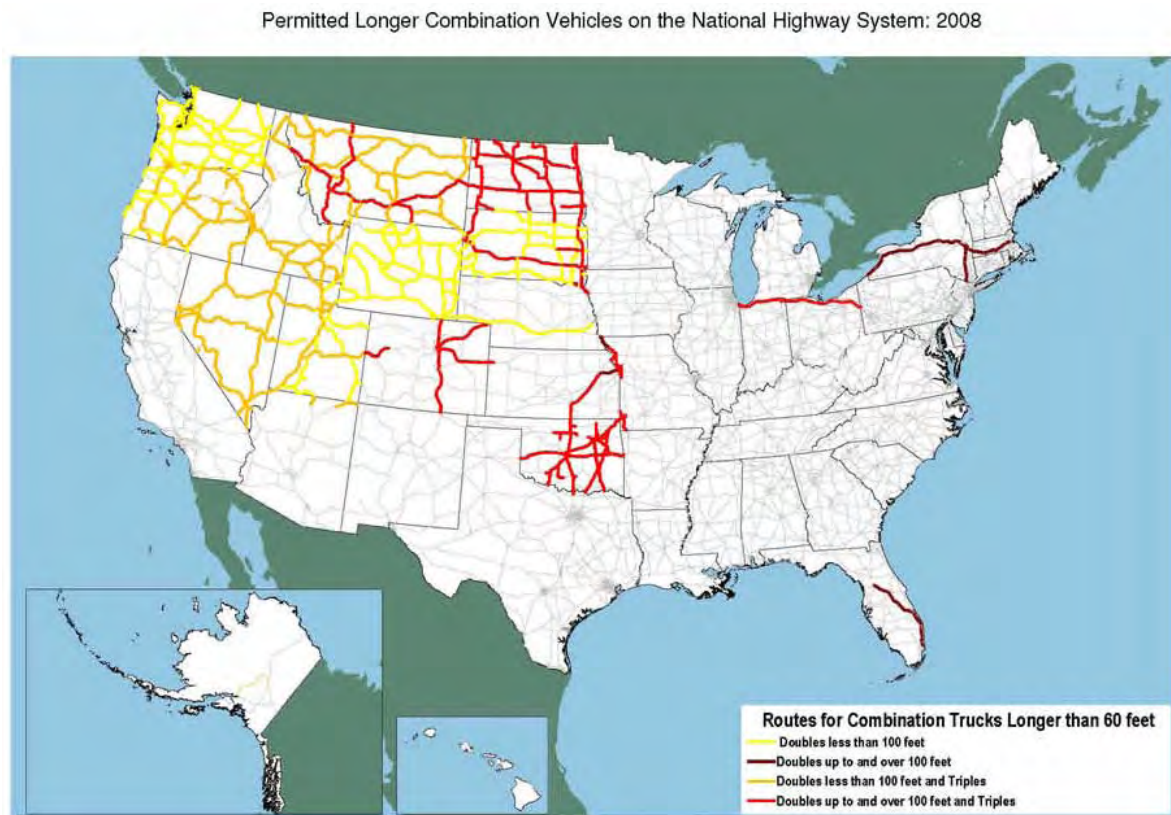 Permitted Longer Combination Vehicles on the National Highway System: 2008
Routes for Combination Trucks Longer than 60 feet
Doubles less than 100 feet
Doubles up to and over 100 feet
Doubles less than 100 feet and Triples
Doubles up to and over 100 feet and Triples